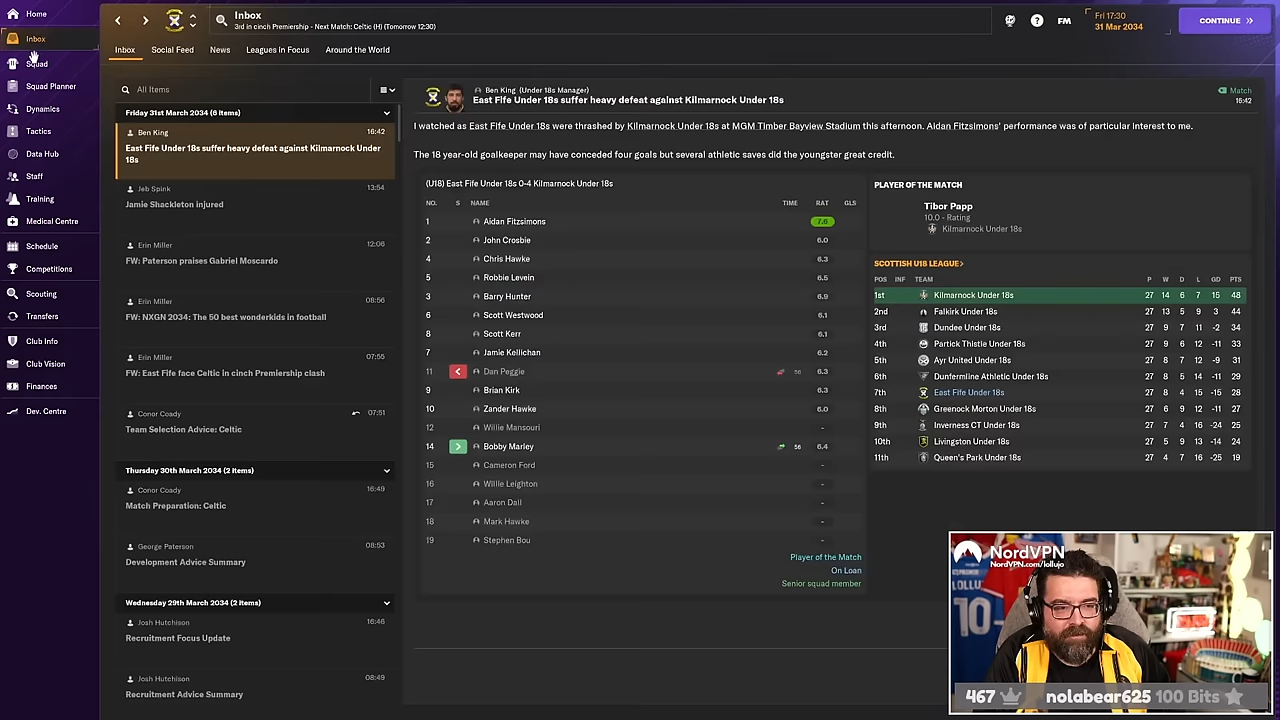 Home
Inbox
Squad
Squad Planner
Dynamics
Tactics
Data Hub
Staff
Training
Medical Centre
Schedule
Competitions
Scouting
Transfers
Club Info
Club Vision
Finances
Dev. Centre
Inbox
3rd in cinch Premiership - Next Match: Celtic (H) (Tomorrow 12:30)
FM
Fri 17:30
31 Mar 2034
CONTINUE
Inbox Social Feed News Leagues In Focus Around the World
All Items
Friday 31st March 2034 (6 items)
Ben King 16:42
East Fife Under 18s suffer heavy defeat against Kilmarnock Under 18s
Jeb Spink 13:54
Jamie Shackleton injured
Erin Miller 12:06
FW: Paterson praises Gabriel Moscardo
Erin Miller 08:56
FW: NXGN 2034: The 50 best wonderkids in football
Erin Miller 07:55
FW: East Fife face Celtic in cinch Premiership clash
Conor Coady 07:51
Team Selection Advice: Celtic
Thursday 30th March 2034 (2 items)
Conor Coady 16:49
Match Preparation: Celtic
George Paterson 08:53
Development Advice Summary
Wednesday 29th March 2034 (2 items)
Josh Hutchison 16:46
Recruitment Focus Update
Josh Hutchison 08:49
Recruitment Advice Summary
Ben King (Under 18s Manager)
East Fife Under 18s suffer heavy defeat against Kilmarnock Under 18s
Match
16:42
I watched as East Fife Under 18s were thrashed by Kilmarnock Under 18s at MGM Timber Bayview Stadium this afternoon. Aidan Fitzsimons' performance was of particular interest to me.
The 18 year-old goalkeeper may have conceded four goals but several athletic saves did the youngster great credit.
(U18) East Fife Under 18s 0-4 Kilmarnock Under 18s
NO. S NAME TIME RAT GLS
1 Aidan Fitzsimons 7.6
2 John Crosbie 6.0
4 Chris Hawke 6.3
5 Robbie Levein 6.5
3 Barry Hunter 6.9
6 Scott Westwood 6.1
8 Scott Kerr 6.1
7 Jamie Kellichan 6.2
11 Dan Peggie 56 6.3
9 Brian Kirk 6.3
10 Zander Hawke 6.0
12 Willie Mansouri -
14 Bobby Marley 56 6.4
15 Cameron Ford -
16 Willie Leighton -
17 Aaron Dall -
18 Mark Hawke -
19 Stephen Bou -
Player of the Match
On Loan
Senior squad member
PLAYER OF THE MATCH
Tibor Papp
10.0 - Rating
Kilmarnock Under 18s
SCOTTISH U18 LEAGUE>
POS INF TEAM P W D L GD PTS
1st Kilmarnock Under 18s 27 14 6 7 15 48
2nd Falkirk Under 18s 27 13 5 9 3 44
3rd Dundee Under 18s 27 9 7 11 -2 34
4th Partick Thistle Under 18s 27 9 6 12 -11 33
5th Ayr United Under 18s 27 8 7 12 -9 31
6th Dunfermline Athletic Under 18s 27 8 5 14 -11 29
7th East Fife Under 18s 27 8 4 15 -15 28
8th Greenock Morton Under 18s 27 6 9 12 -11 27
9th Inverness CT Under 18s 27 7 4 16 -24 25
10th Livingston Under 18s 27 5 9 13 -14 24
11th Queen's Park Under 18s 27 4 7 16 -25 19
NordVPN
NordVPN.com/lollujo
LOLLU
10
467 nolabear625 100 Bits